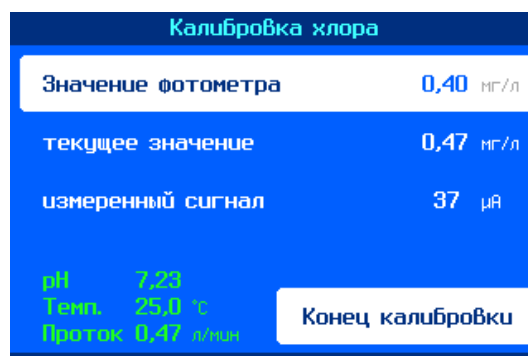 Калибровка хлора
Значение фотометра 0,40 мг/л
текущее значение 0,47 мг/л
измеренный сигнал 37 µA
pH 7,23
Темп. 25,0 °C
Проток 0,47 л/мин
Конец калибровки